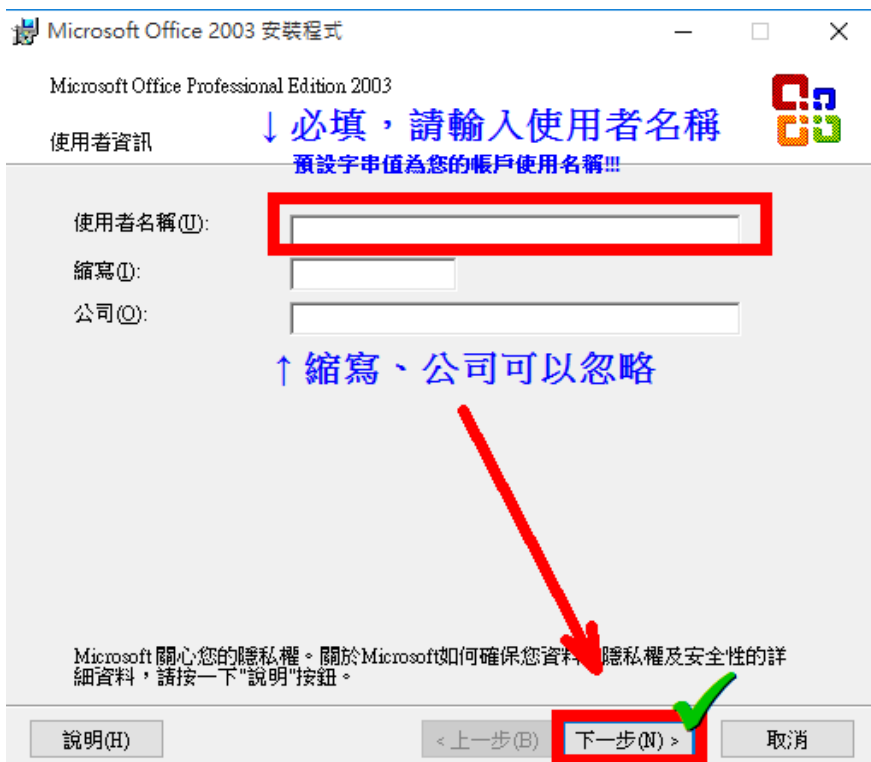 Microsoft Office 2003 安裝程式
Microsoft Office Professional Edition 2003
使用者資訊
↓必填，請輸入使用者名稱
預設字串值為您的帳戶使用名稱!!!
使用者名稱(U):
縮寫(I):
公司(O):
↑縮寫、公司可以忽略
Microsoft 關心您的隱私權。關於Microsoft如何確保您資料 隱私權及安全性的詳
細資料，請按一下"說明"按鈕。
說明(H)
<上一步(B)
下一步(N) >
取消